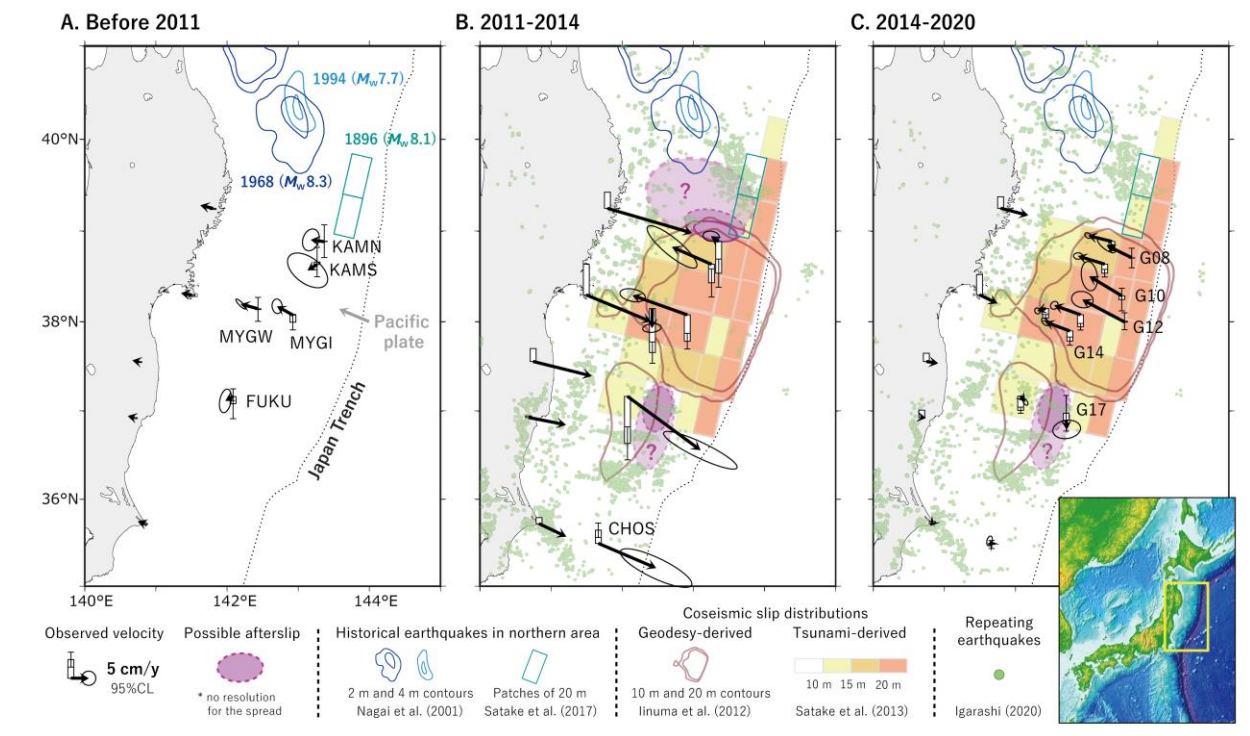 A. Before 2011
B. 2011-2014
C. 2014-2020
1994 (Mw7.7)
1896 (Mw8.1)
1968 (Mw8.3)
40°N
38°N
36°N
140°E
142°E
144°E
KAMN
KAMS
MYGW
MYGI
FUKU
Pacific
plate
Japan Trench
?
?
CHOS
G08
G10
G12
G14
G17
?
Observed velocity
5 cm/y
95%CL
Possible afterslip
* no resolution
for the spread
Historical earthquakes in northern area
2 m and 4 m contours
Nagai et al. (2001)
Patches of 20 m
Satake et al. (2017)
Coseismic slip distributions
Geodesy-derived
10 m and 20 m contours
Iinuma et al. (2012)
Tsunami-derived
10 m 15 m 20 m
Satake et al. (2013)
Repeating
earthquakes
Igarashi (2020)